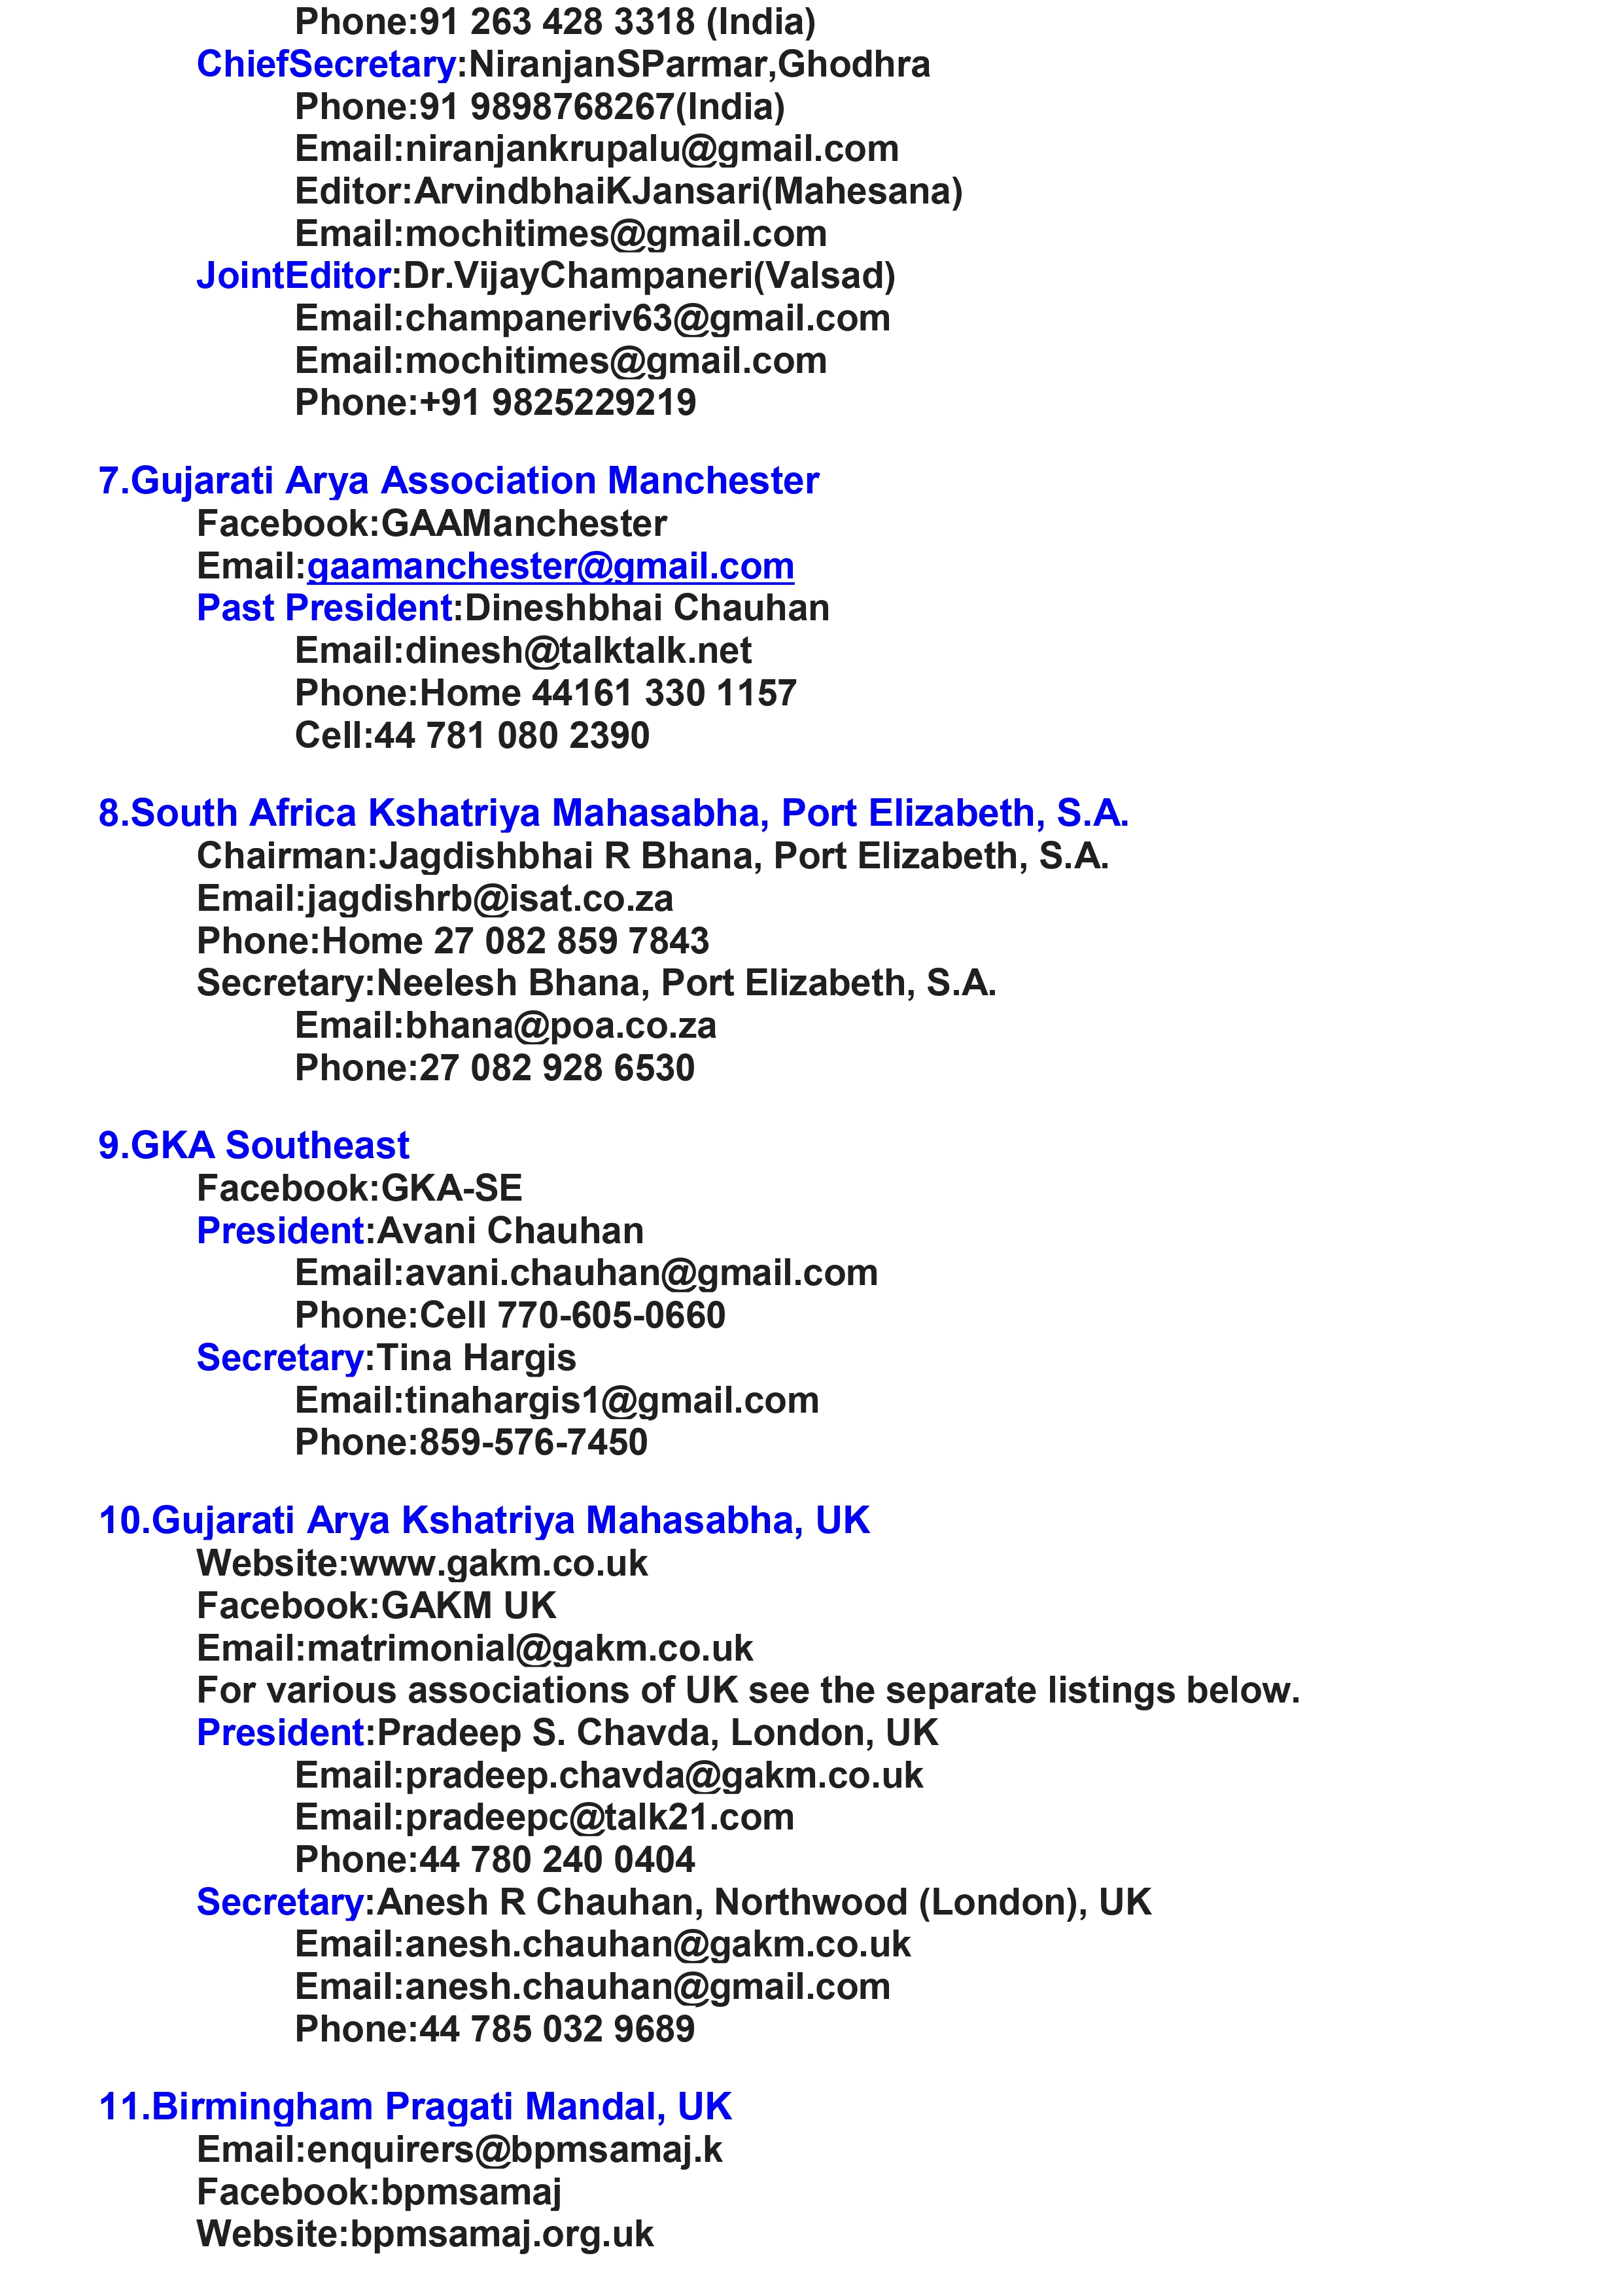 Phone:91 263 428 3318 (India)
ChiefSecretary:NiranjanSParmar,Ghodhra
Phone:91 9898768267(India)
Email:niranjankrupalu@gmail.com
Editor:ArvindbhaiKJansari(Mahesana)
Email:mochitimes@gmail.com
JointEditor:Dr.VijayChampaneri(Valsad)
Email:champaneriv63@gmail.com
Email:mochitimes@gmail.com
Phone:+91 9825229219
7.Gujarati Arya Association Manchester
Facebook:GAAManchester
Email:gaamanchester@gmail.com
Past President:Dineshbhai Chauhan
Email:dinesh@talktalk.net
Phone:Home 44161 330 1157
Cell:44 781 080 2390
8.South Africa Kshatriya Mahasabha, Port Elizabeth, S.A.
Chairman:Jagdishbhai R Bhana, Port Elizabeth, S.A.
Email:jagdishrb@isat.co.za
Phone:Home 27 082 859 7843
Secretary:Neelesh Bhana, Port Elizabeth, S.A.
Email:bhana@poa.co.za
Phone:27 082 928 6530
9.GKA Southeast
Facebook:GKA-SE
President:Avani Chauhan
Email:avani.chauhan@gmail.com
Phone:Cell 770-605-0660
Secretary:Tina Hargis
Email:tinahargis1@gmail.com
Phone:859-576-7450
10.Gujarati Arya Kshatriya Mahasabha, UK
Website:www.gakm.co.uk
Facebook:GAKM UK
Email:matrimonial@gakm.co.uk
For various associations of UK see the separate listings below.
President:Pradeep S. Chavda, London, UK
Email:pradeep.chavda@gakm.co.uk
Email:pradeepc@talk21.com
Phone:44 780 240 0404
Secretary:Anesh R Chauhan, Northwood (London), UK
Email:anesh.chauhan@gakm.co.uk
Email:anesh.chauhan@gmail.com
Phone:44 785 032 9689
11.Birmingham Pragati Mandal, UK
Email:enquirers@bpmsamaj.k
Facebook:bpmsamaj
Website:bpmsamaj.org.uk